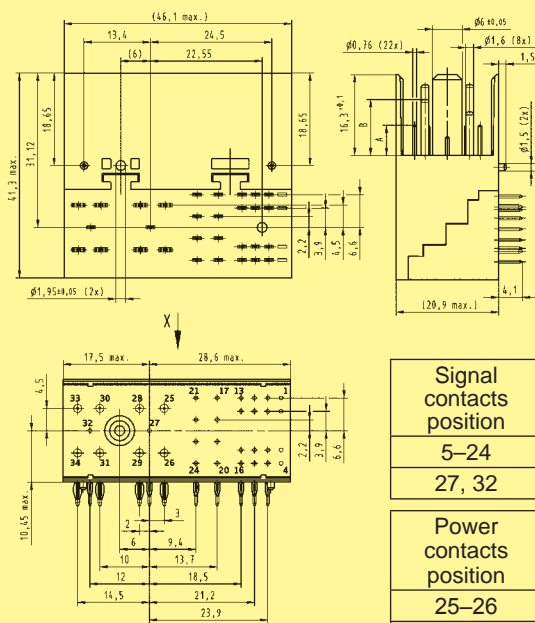 (46,1 max.)
13,4
24,5
(6)
22,55
18,65
31,12
41,3 max.
18,65
2,2
3,9
4,5
6,6
Ø1,95±0,05 (2x)
Ø6±0,05
Ø0,76 (22x)
Ø1,6 (8x)
1,5
16,3 +0,1
B
A
Ø1,5 (2x)
(20,9 max.)
4,1
X
17,5 max.
28,6 max.
4,5
21
17
13
1
33
30
28
25
32
27
34
31
29
26
24
20
16
4
2,2
3,9
6,6
10,45 max.
3
2
6
9,4
10
13,7
12
18,5
14,5
21,2
23,9
Signal
contacts
position
5–24
27, 32
Power
contacts
position
25–26